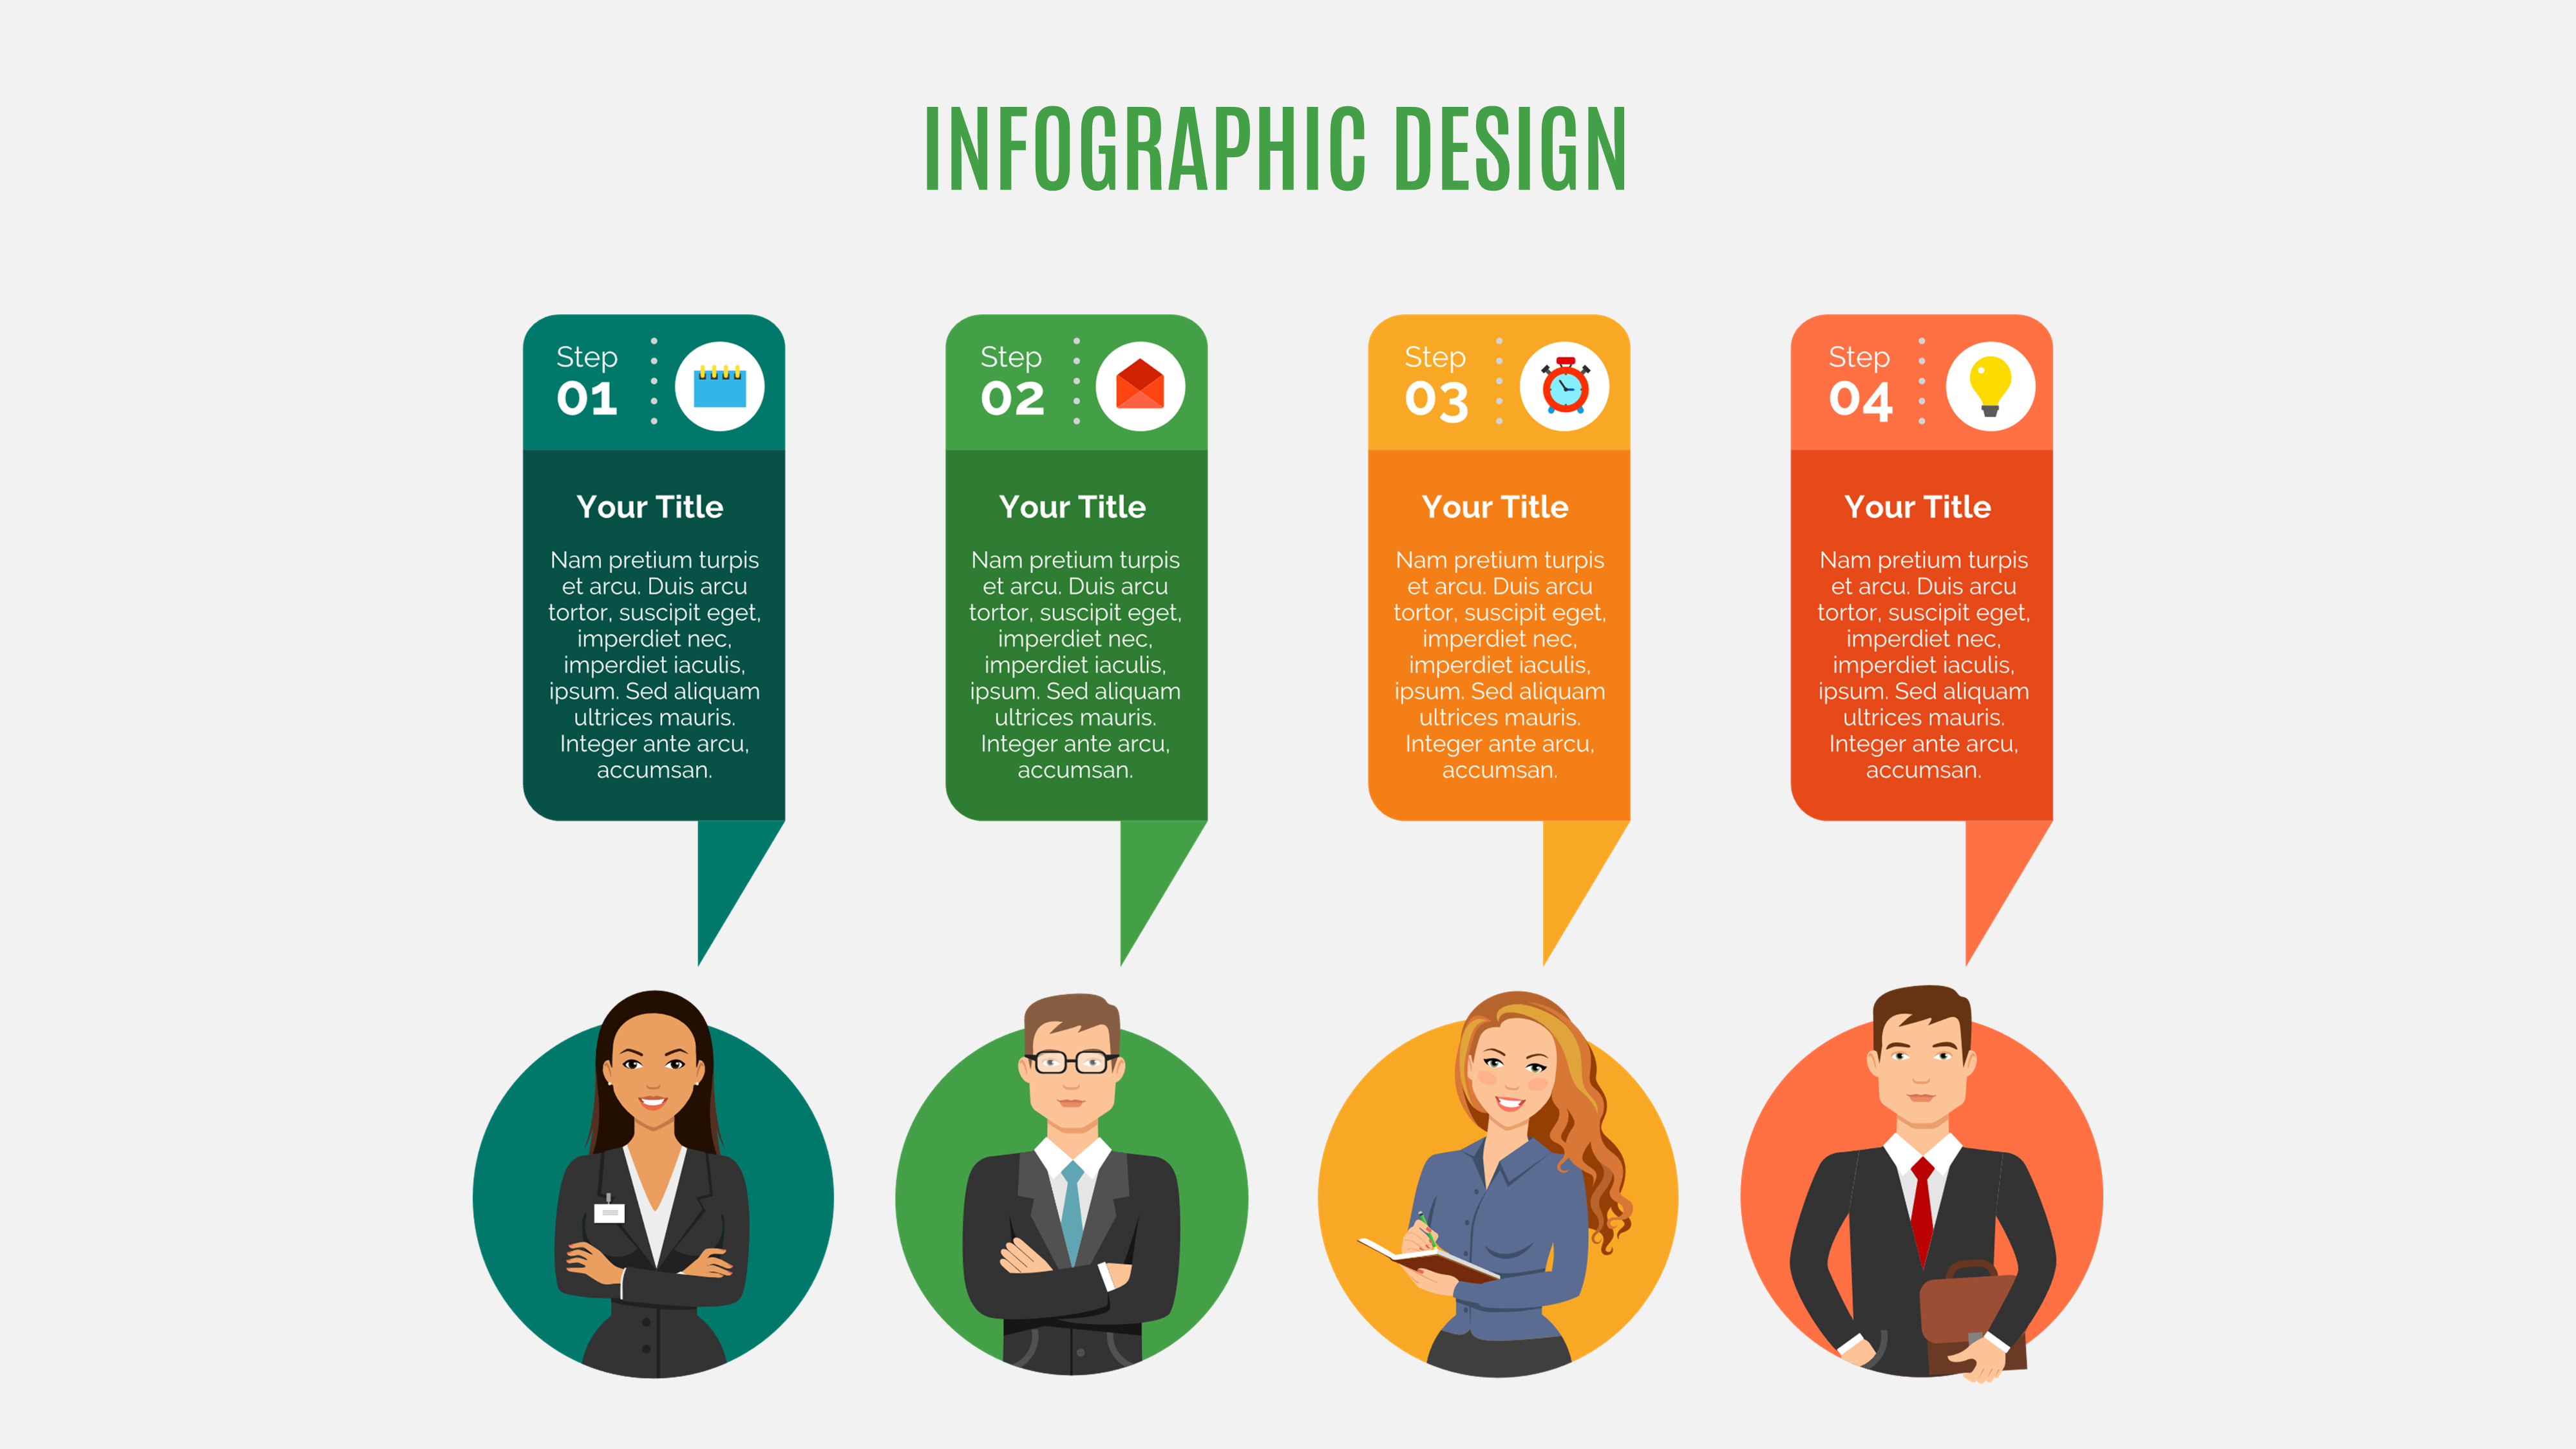 INFOGRAPHIC DESIGN
Step
01
Your Title
Nam pretium turpis
et arcu. Duis arcu
tortor, suscipit eget,
imperdiet nec,
imperdiet iaculis,
ipsum. Sed aliquam
ultrices mauris.
Integer ante arcu,
accumsan.
Step
02
Your Title
Nam pretium turpis
et arcu. Duis arcu
tortor, suscipit eget,
imperdiet nec,
imperdiet iaculis,
ipsum. Sed aliquam
ultrices mauris.
Integer ante arcu,
accumsan.
Step
03
Your Title
Nam pretium turpis
et arcu. Duis arcu
tortor, suscipit eget,
imperdiet nec,
imperdiet iaculis,
ipsum. Sed aliquam
ultrices mauris.
Integer ante arcu,
accumsan.
Step
04
Your Title
Nam pretium turpis
et arcu. Duis arcu
tortor, suscipit eget,
imperdiet nec,
imperdiet iaculis,
ipsum. Sed aliquam
ultrices mauris.
Integer ante arcu,
accumsan.